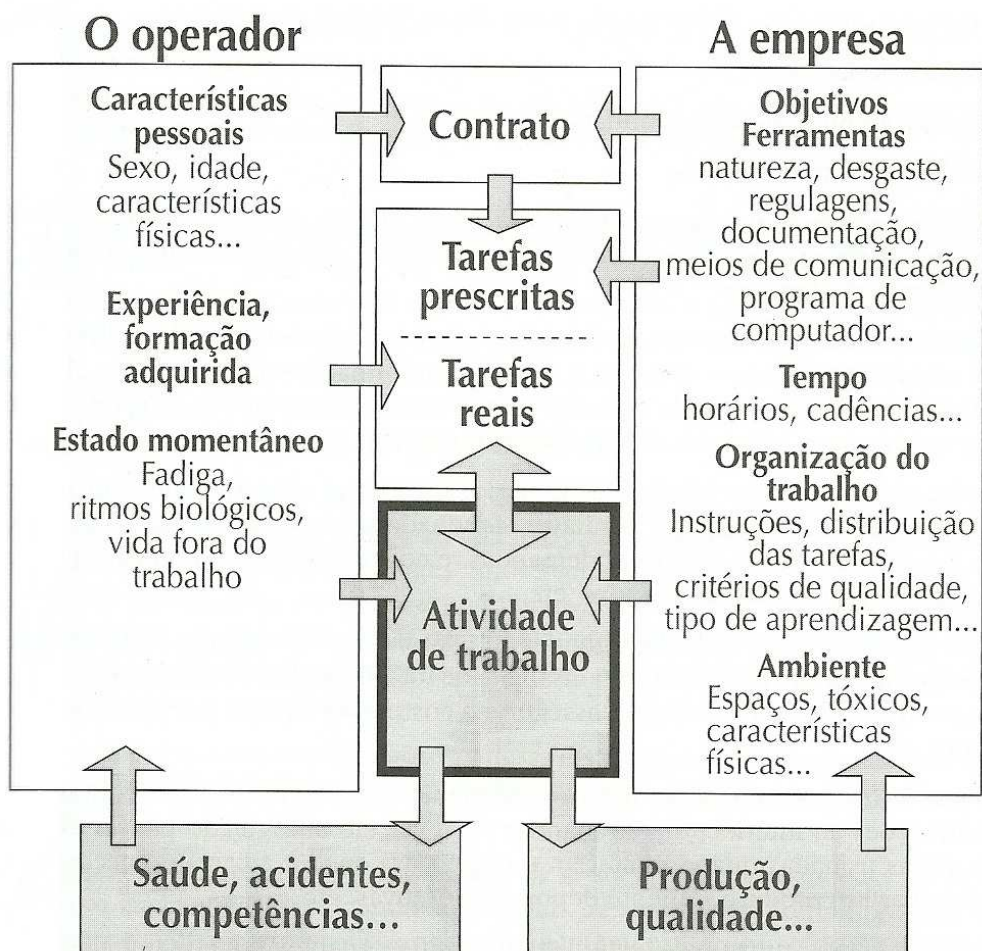 O operador
Características
pessoais
Sexo, idade,
características
físicas...
Experiência,
formação
adquirida
Estado momentâneo
Fadiga,
ritmos biológicos,
vida fora do
trabalho
Contrato
Tarefas
prescritas
Tarefas
reais
Atividade
de trabalho
A empresa
Objetivos
Ferramentas
natureza, desgaste,
regulagens,
documentação,
meios de comunicação,
programa de
computador...
Tempo
horários, cadências...
Organização do
trabalho
Instruções, distribuição
das tarefas,
critérios de qualidade,
tipo de aprendizagem...
Ambiente
Espaços, tóxicos,
características
físicas...
Saúde, acidentes,
competências...
Produção,
qualidade...